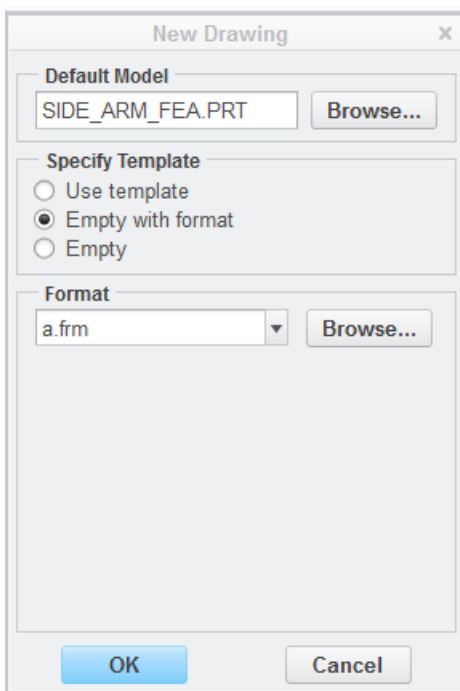 New Drawing
Default Model
SIDE_ARM_FEA.PRT Browse...
Specify Template
Use template
Empty with format
Empty
Format
a.frm Browse...
OK Cancel